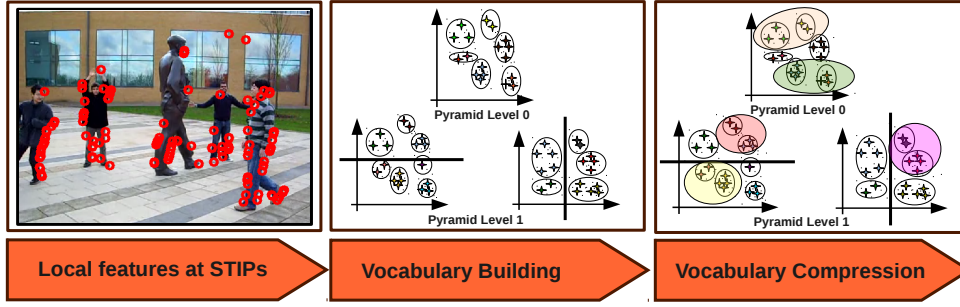 Pyramid Level 0
Pyramid Level 1
Pyramid Level 0
Pyramid Level 1
Local features at STIPs
Vocabulary Building
Vocabulary Compression